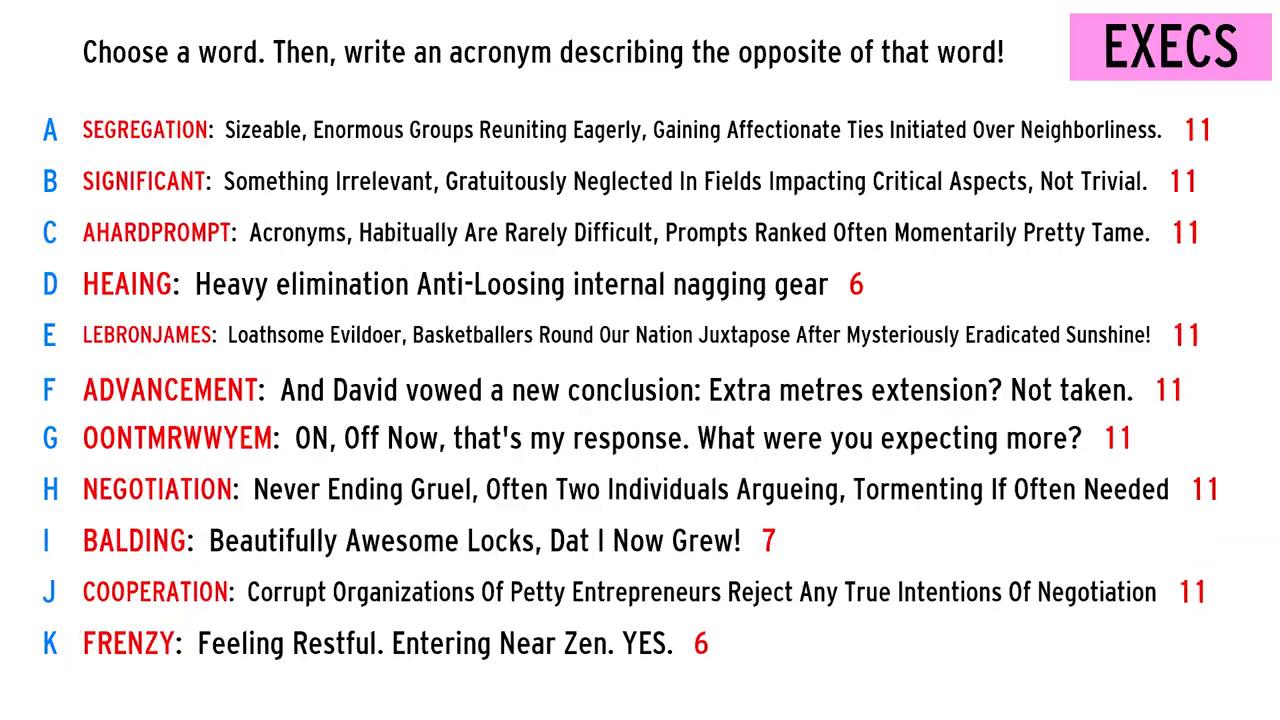 Choose a word. Then, write an acronym describing the opposite of that word!
EXECS
A SEGREGATION: Sizeable, Enormous Groups Reuniting Eagerly, Gaining Affectionate Ties Initiated Over Neighborliness. 11
B SIGNIFICANT: Something Irrelevant, Gratuitously Neglected In Fields Impacting Critical Aspects, Not Trivial. 11
C AHARDPROMPT: Acronyms, Habitually Are Rarely Difficult, Prompts Ranked Often Momentarily Pretty Tame. 11
D HEAING: Heavy elimination Anti-Loosing internal nagging gear 6
E LEBRONJAMES: Loathsome Evildoer, Basketballers Round Our Nation Juxtapose After Mysteriously Eradicated Sunshine! 11
F ADVANCEMENT: And David vowed a new conclusion: Extra metres extension? Not taken. 11
G OONTMRWWYEM: ON, Off Now, that's my response. What were you expecting more? 11
H NEGOTIATION: Never Ending Gruel, Often Two Individuals Argueing, Tormenting If Often Needed 11
I BALDING: Beautifully Awesome Locks, Dat I Now Grew! 7
J COOPERATION: Corrupt Organizations Of Petty Entrepreneurs Reject Any True Intentions Of Negotiation 11
K FRENZY: Feeling Restful. Entering Near Zen. YES. 6